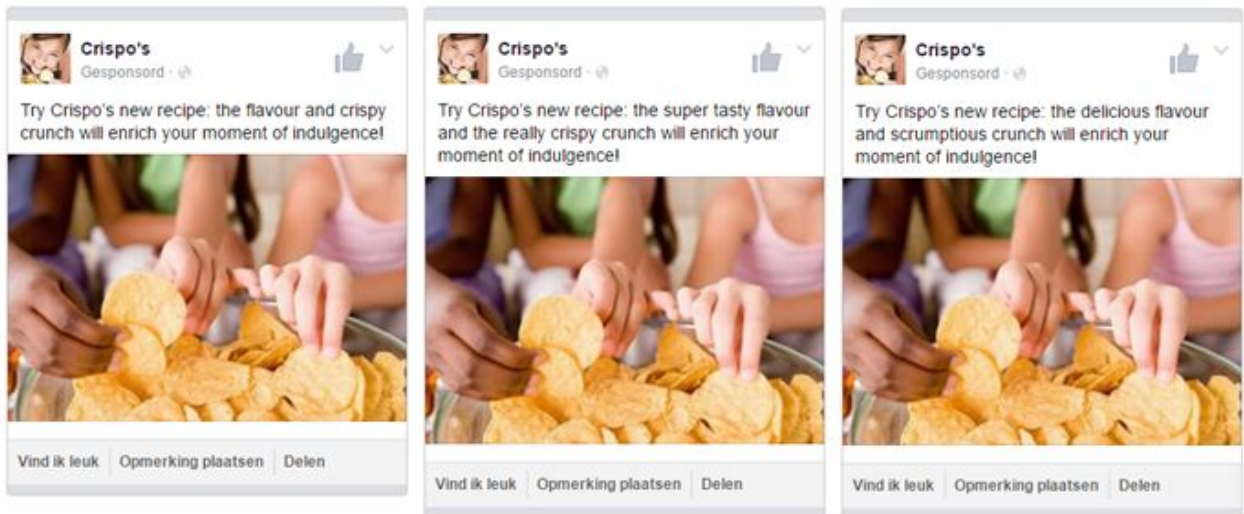 Crispo's
Gesponsord ·
Try Crispo's new recipe: the flavour and crispy
crunch will enrich your moment of indulgence!
Vind ik leuk
Opmerking plaatsen
Delen
Crispo's
Gesponsord ·
Try Crispo's new recipe: the super tasty flavour
and the really crispy crunch will enrich your
moment of indulgence!
Vind ik leuk
Opmerking plaatsen
Delen
Crispo's
Gesponsord ·
Try Crispo's new recipe: the delicious flavour
and scrumptious crunch will enrich your
moment of indulgence!
Vind ik leuk
Opmerking plaatsen
Delen